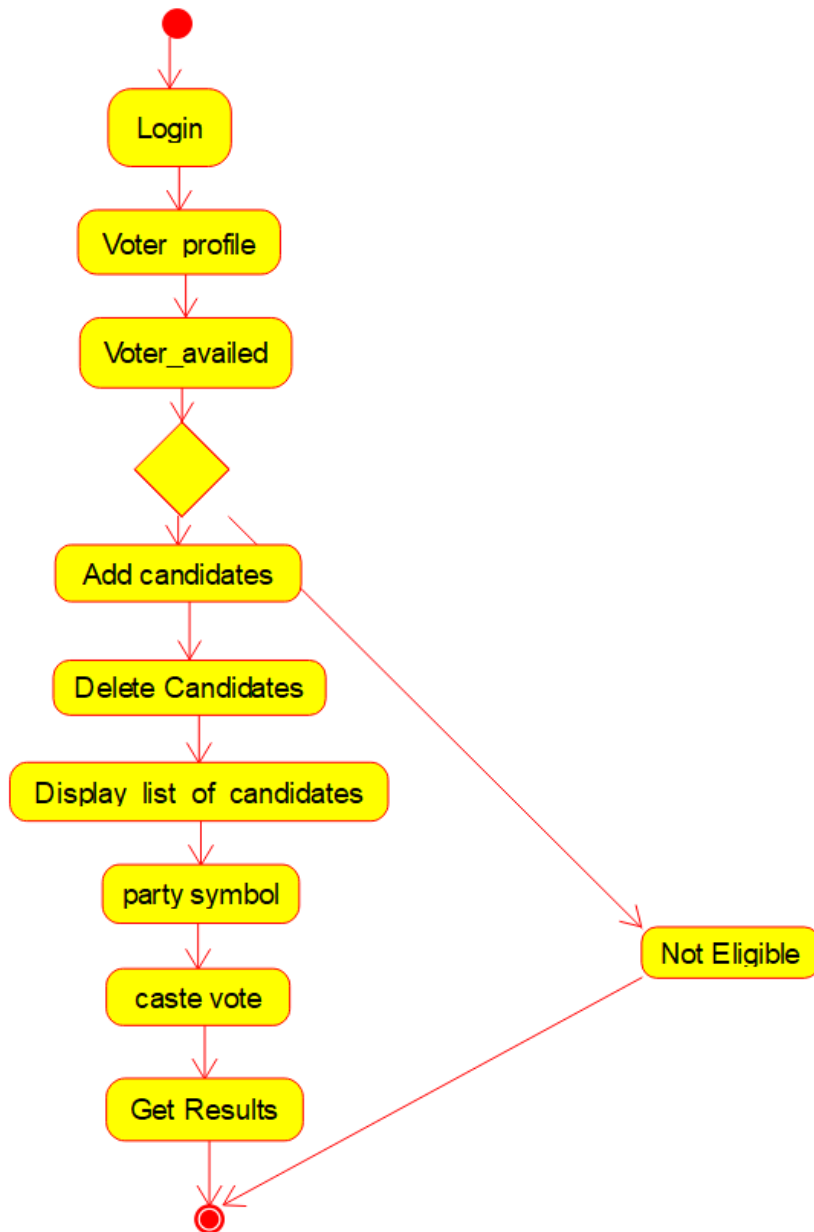 Login
Voter profile
Voter_availed
Add candidates
Delete Candidates
Display list of candidates
party symbol
Not Eligible
caste vote
Get Results